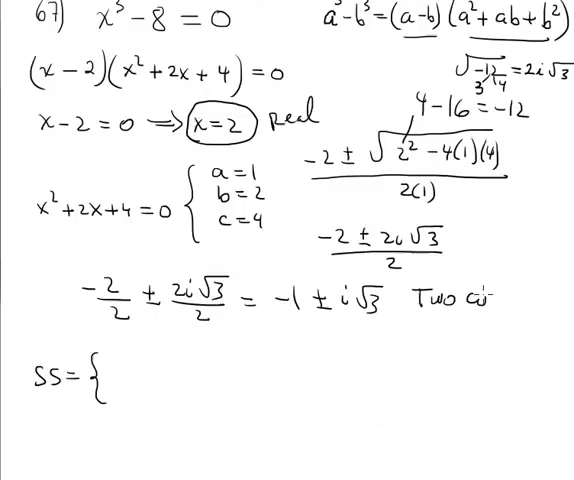 67) x³ − 8 = 0
a³ − b³ = (a−b)(a² + ab + b²)
(x − 2)(x² + 2x + 4) = 0
√-12 = 2i√3
3 4
x − 2 = 0 ⇒ x = 2 real
4 − 16 = −12
x² + 2x + 4 = 0 { a = 1
b = 2
c = 4
-2 ± √2² − 4(1)(4)
2(1)
-2 ± 2i√3
2
-2/2 ± 2i√3/2 = -1 ± i√3 Two
SS = {